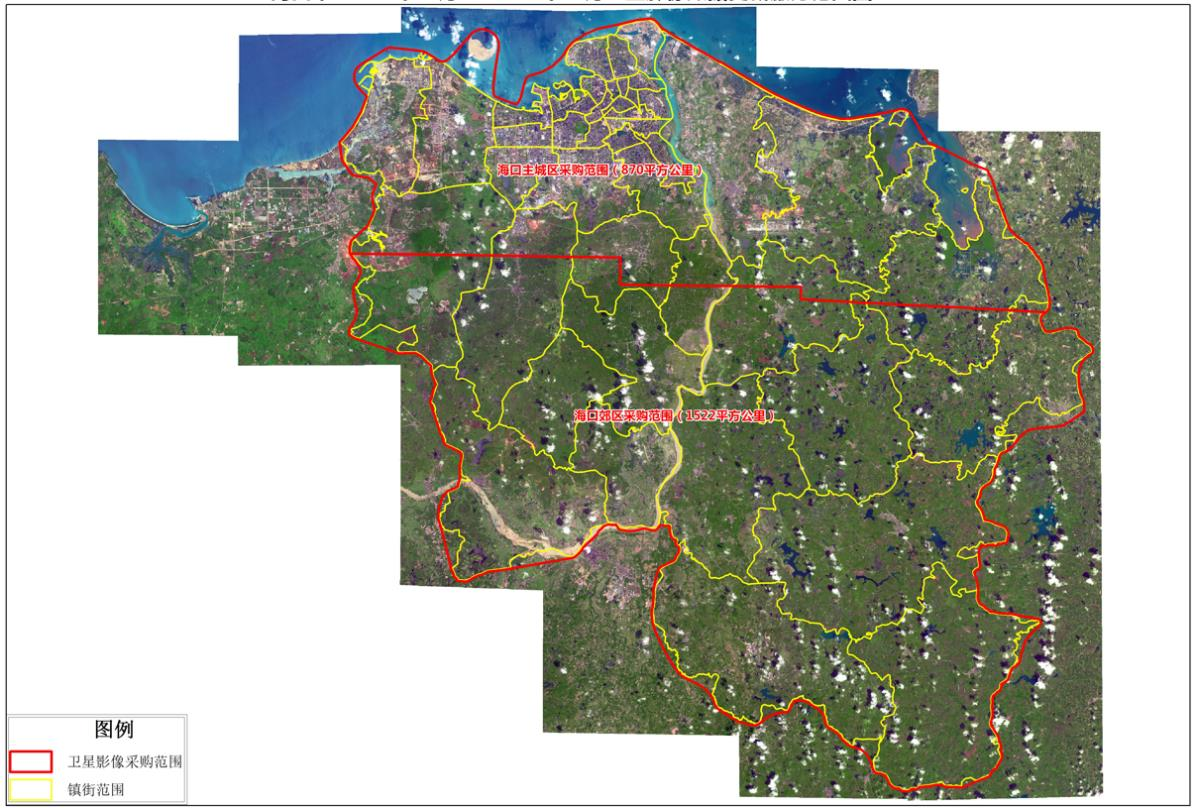 海口主城区采购范围（870平方公里）
海口郊区采购范围（1522平方公里）
图例
卫星影像采购范围
镇街范围